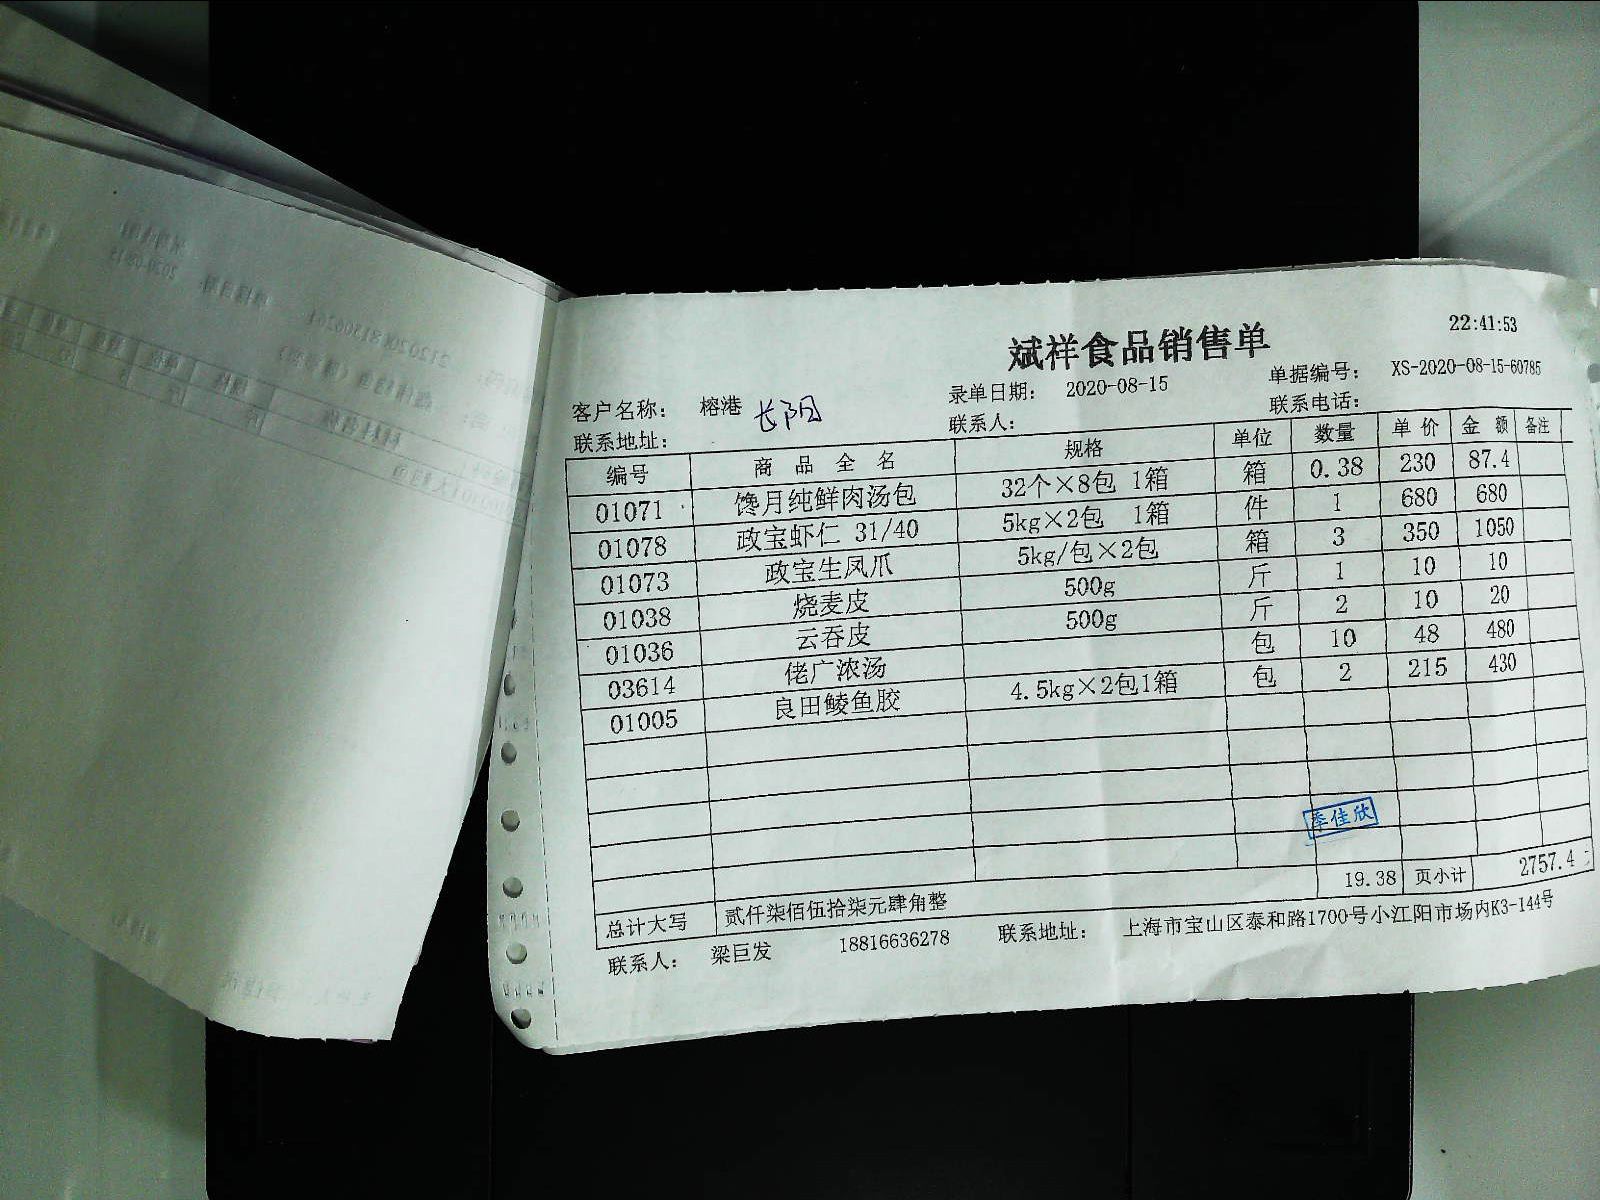 22:41:53
斌祥食品销售单
客户名称: 榕港 长阳 录单日期: 2020-08-15 单据编号: XS-2020-08-15-60785
联系地址: 联系人: 联系电话:
编号 商品全名 规格 单位 数量 单价 金额 备注
01071 馋月纯鲜肉汤包 32个×8包 1箱 箱 0.38 230 87.4
01078 政宝虾仁 31/40 5kg×2包 1箱 件 1 680 680
01073 政宝生凤爪 5kg/包×2包 箱 3 350 1050
01038 烧麦皮 500g 斤 1 10 10
01036 云吞皮 500g 斤 2 10 20
03614 佬广浓汤 包 10 48 480
01005 良田鲮鱼胶 4.5kg×2包1箱 包 2 215 430
李佳欣
19.38 页小计 2757.4
总计大写 贰仟柒佰伍拾柒元肆角整
联系人: 梁巨发 18816636278 联系地址: 上海市宝山区泰和路1700号小江阳市场内K3-144号